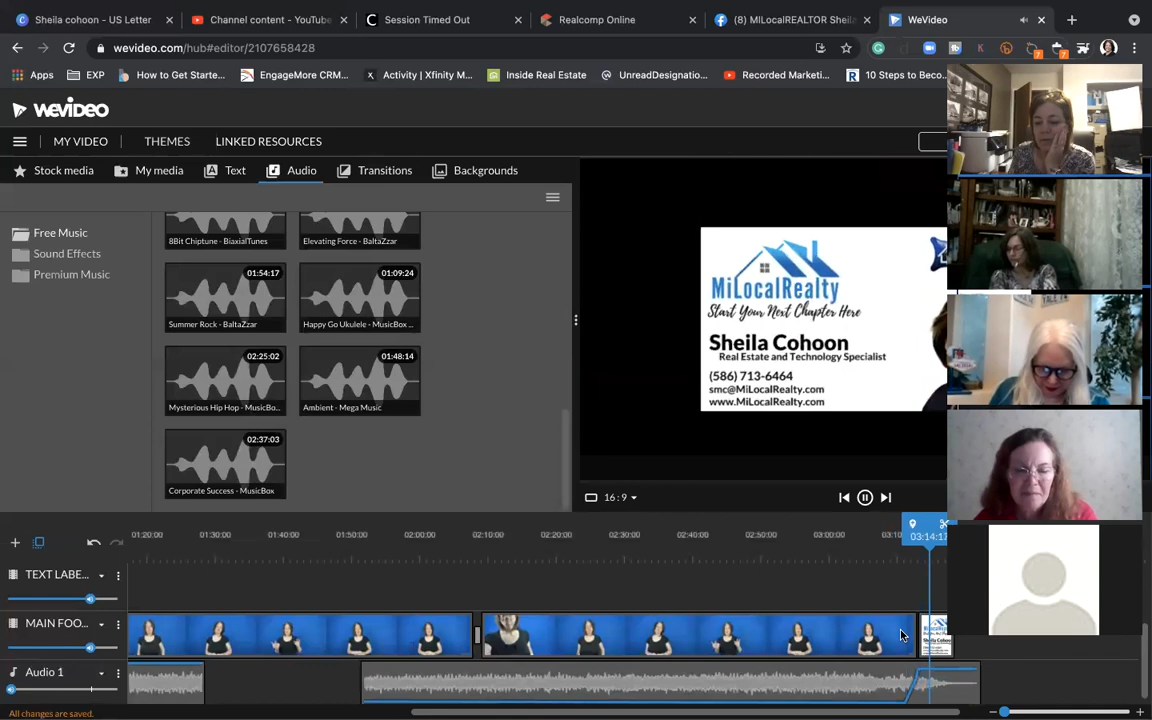 Sheila cohoon - US Letter
Channel content - YouTube
Session Timed Out
Realcomp Online
(8) MiLocalREALTOR Sheila
WeVideo
wevideo.com/hub#editor/2107658428
Apps
EXP
How to Get Starte...
EngageMore CRM...
Activity | Xfinity M...
Inside Real Estate
UnreadDesignatio...
Recorded Marketi...
10 Steps to Beco...
WEVIDEO
MY VIDEO
THEMES
LINKED RESOURCES
Stock media
My media
Text
Audio
Transitions
Backgrounds
Free Music
Sound Effects
Premium Music
8Bit Chiptune - BiaxialTunes
Elevating Force - BaltaZzar
01:54:17
01:09:24
Summer Rock - BaltaZzar
Happy Go Ukulele - MusicBox ...
02:25:02
01:48:14
Mysterious Hip Hop - MusicBo...
Ambient - Mega Music
02:37:03
Corporate Success - MusicBox
MiLocalRealty
Start Your Next Chapter Here
Sheila Cohoon
Real Estate and Technology Specialist
(586) 713-6464
smc@MiLocalRealty.com
www.MiLocalRealty.com
16:9
01:20:00
01:30:00
01:40:00
01:50:00
02:00:00
02:10:00
02:20:00
02:30:00
02:40:00
02:50:00
03:00:00
03:14:17
TEXT LABE...
MAIN FOO...
Audio 1
All changes are saved.